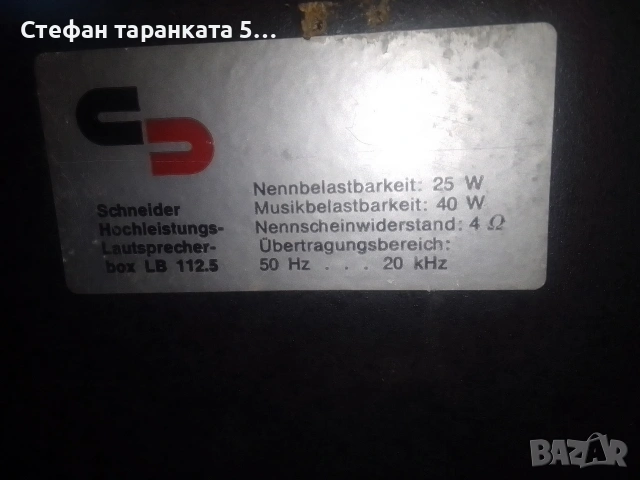 Стефан таранката 5...
Schneider
Hochleistungs-
Lautsprecher-
box LB 112.5
Nennbelastbarkeit: 25 W
Musikbelastbarkeit: 40 W
Nennscheinwiderstand: 4 Ω
Übertragungsbereich:
50 Hz . . . 20 kHz
BAZAR